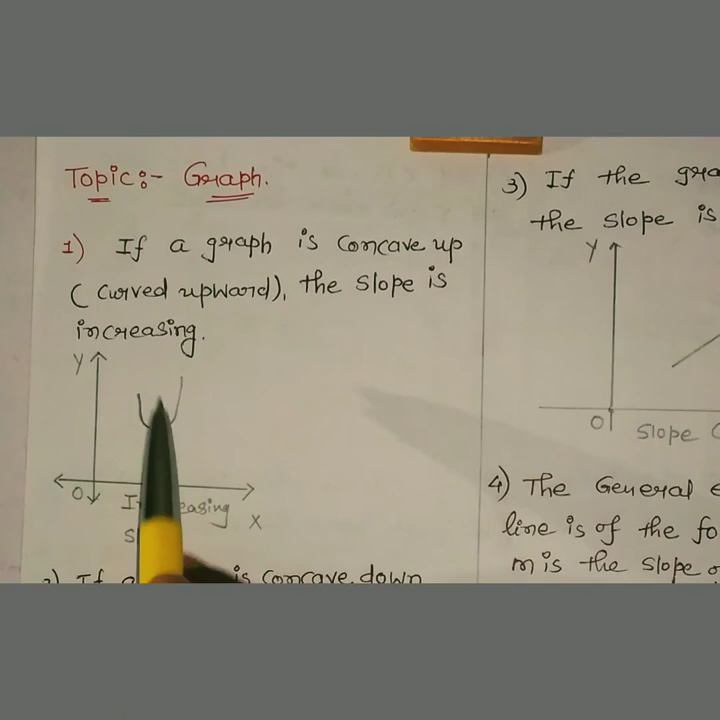 Topic:- Graph.
1) If a graph is concave up
(curved upward), the slope is
increasing.
Y
O
X
is concave down
3) If the
the slope is
Y
O
Slope
4) The General
line is of the
m is the slope